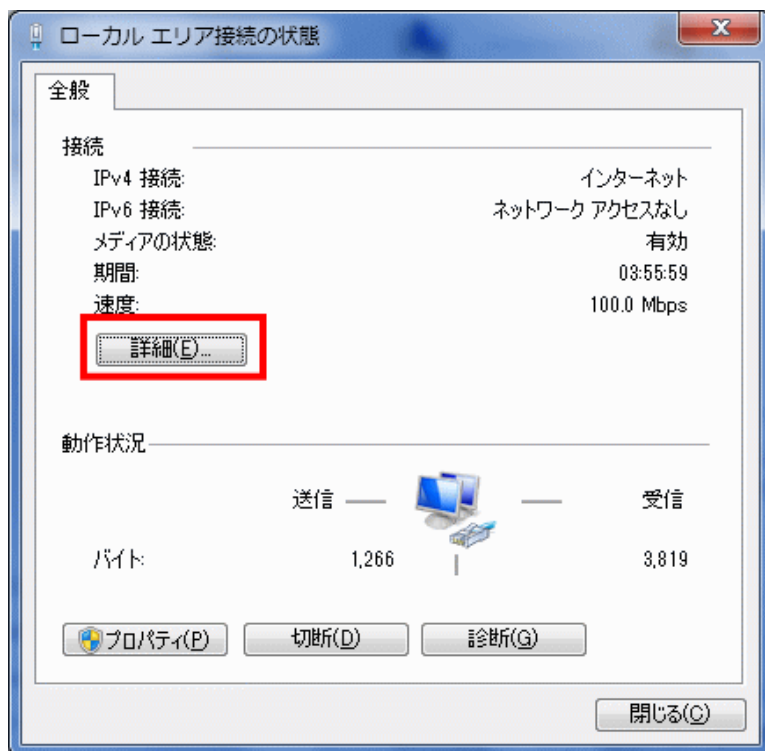 ローカル エリア接続の状態
全般
接続
IPv4 接続: インターネット
IPv6 接続: ネットワーク アクセスなし
メディアの状態: 有効
期間: 03:55:59
速度: 100.0 Mbps
詳細(E)...
動作状況
送信 受信
バイト: 1,266 3,819
プロパティ(P) 切断(D) 診断(G)
閉じる(C)